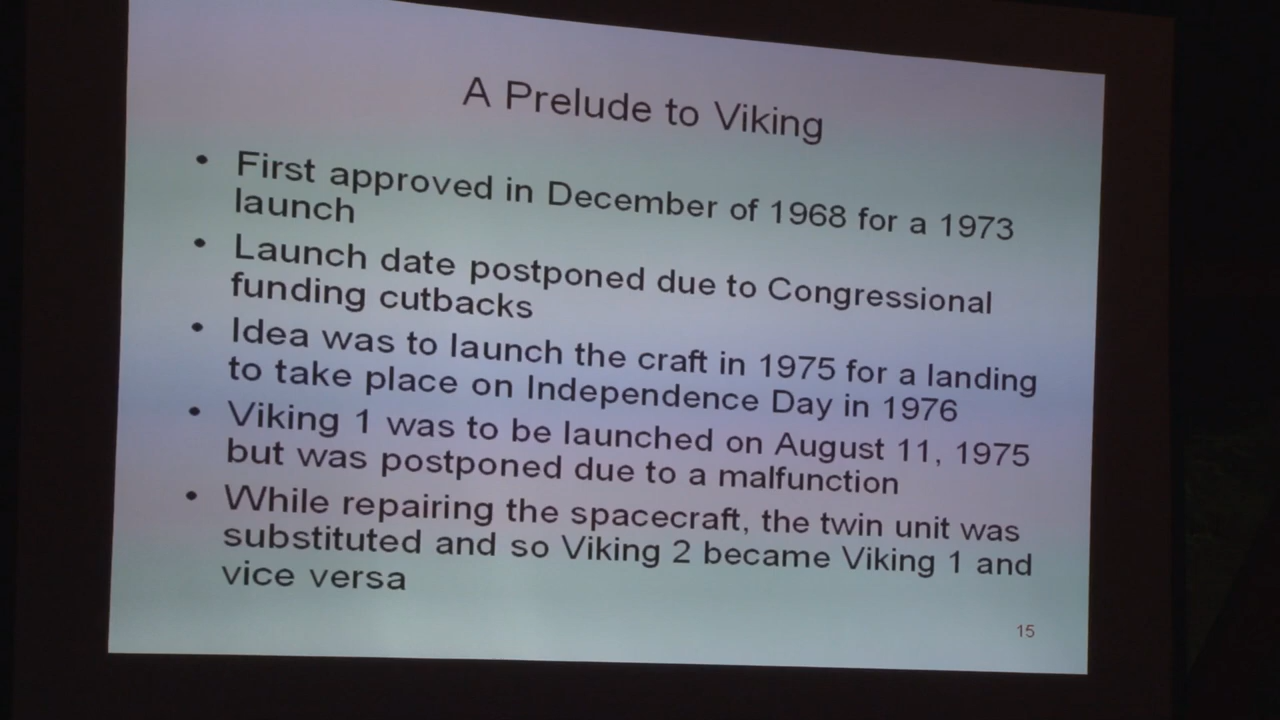 A Prelude to Viking
• First approved in December of 1968 for a 1973
launch
• Launch date postponed due to Congressional
funding cutbacks
• Idea was to launch the craft in 1975 for a landing
to take place on Independence Day in 1976
• Viking 1 was to be launched on August 11, 1975
but was postponed due to a malfunction
• While repairing the spacecraft, the twin unit was
substituted and so Viking 2 became Viking 1 and
vice versa
15